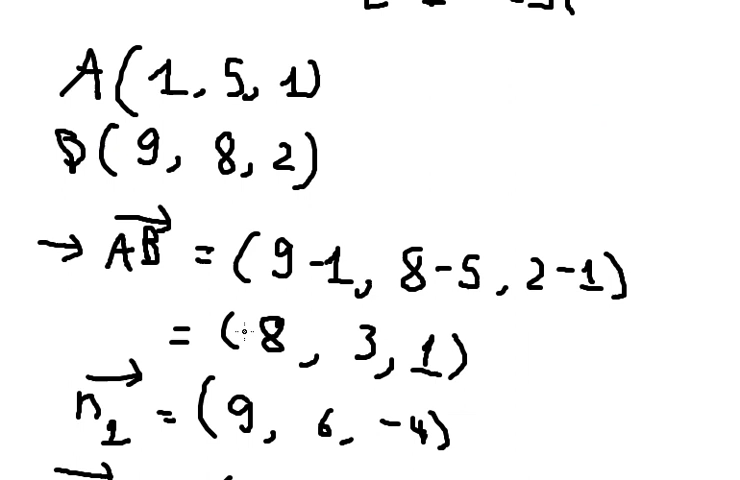 A(1, 5, 1)
B(9, 8, 2)
→ AB⃗ = (9-1, 8-5, 2-1)
= (8, 3, 1)
n₁⃗ = (9, 6, -4)